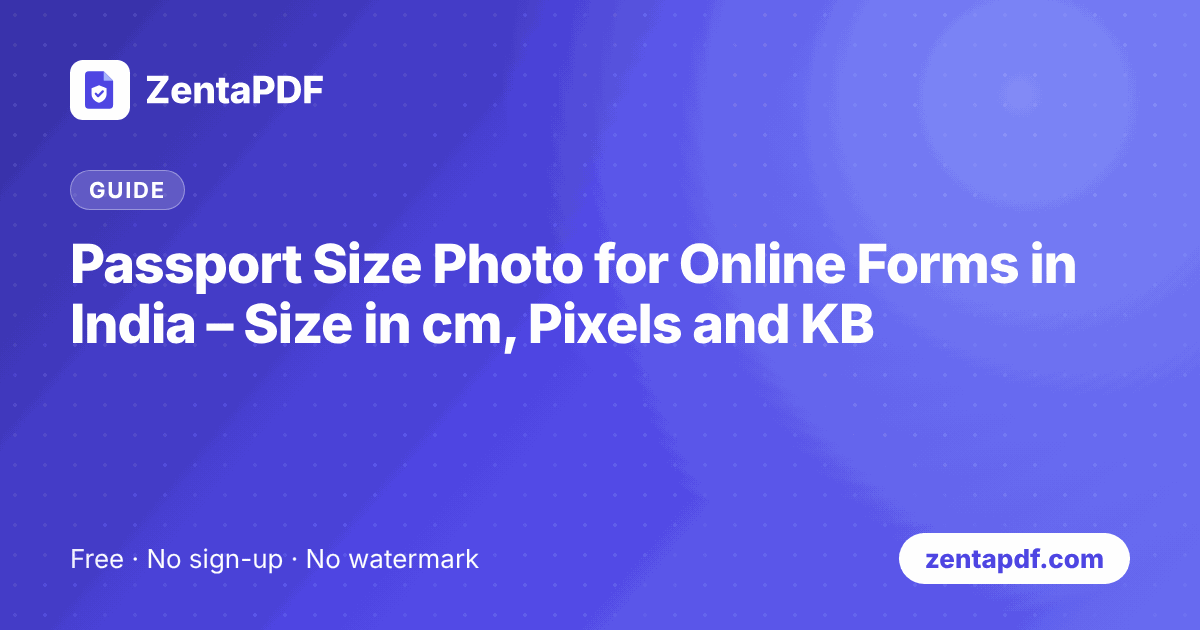 ZentaPDF
GUIDE
Passport Size Photo for Online Forms in
India – Size in cm, Pixels and KB
Free · No sign-up · No watermark
zentapdf.com